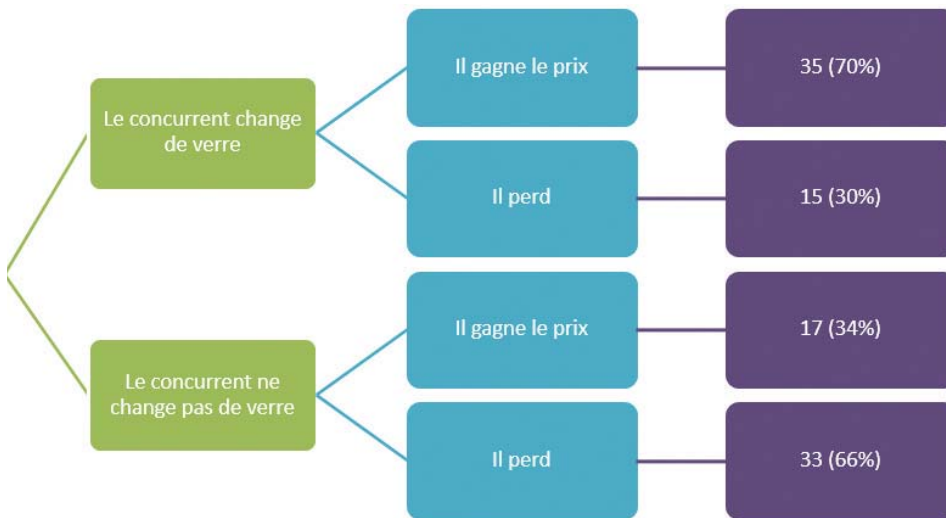 Le concurrent change
de verre
Il gagne le prix
35 (70%)
Il perd
15 (30%)
Le concurrent ne
change pas de verre
Il gagne le prix
17 (34%)
Il perd
33 (66%)